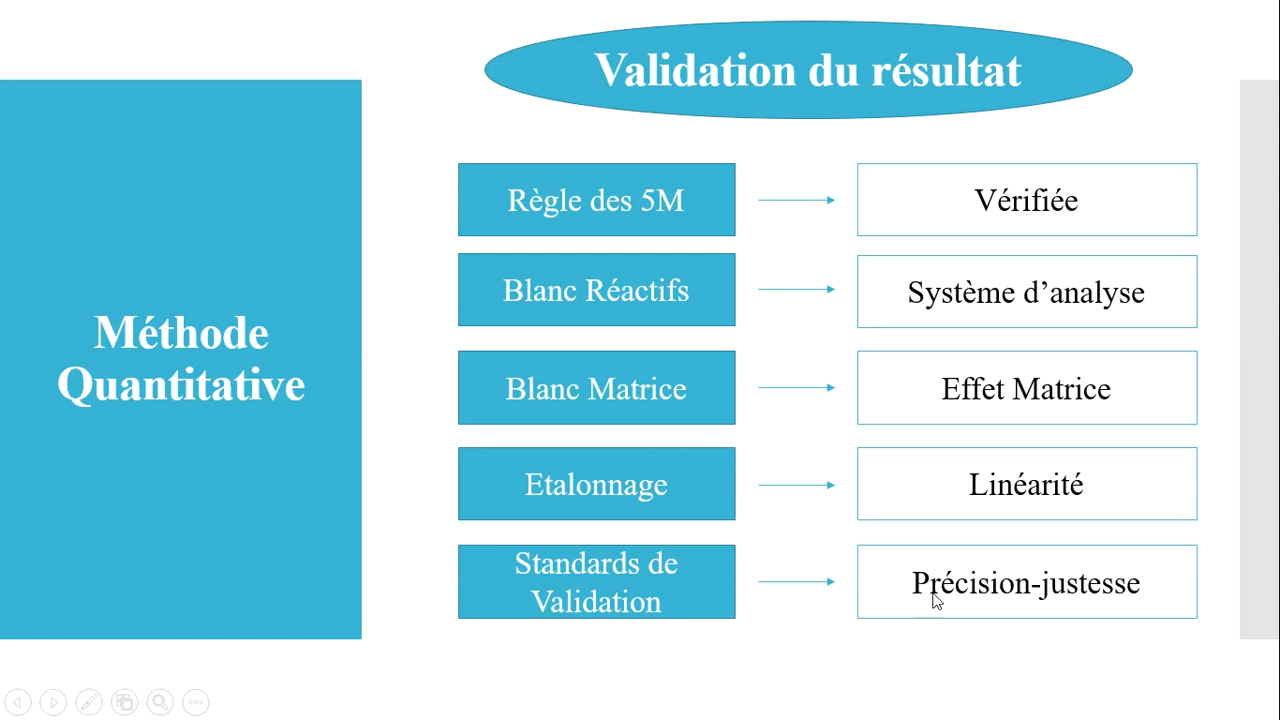 Validation du résultat
Méthode
Quantitative
Règle des 5M
Vérifiée
Blanc Réactifs
Système d’analyse
Blanc Matrice
Effet Matrice
Etalonnage
Linéarité
Standards de
Validation
Précision-justesse